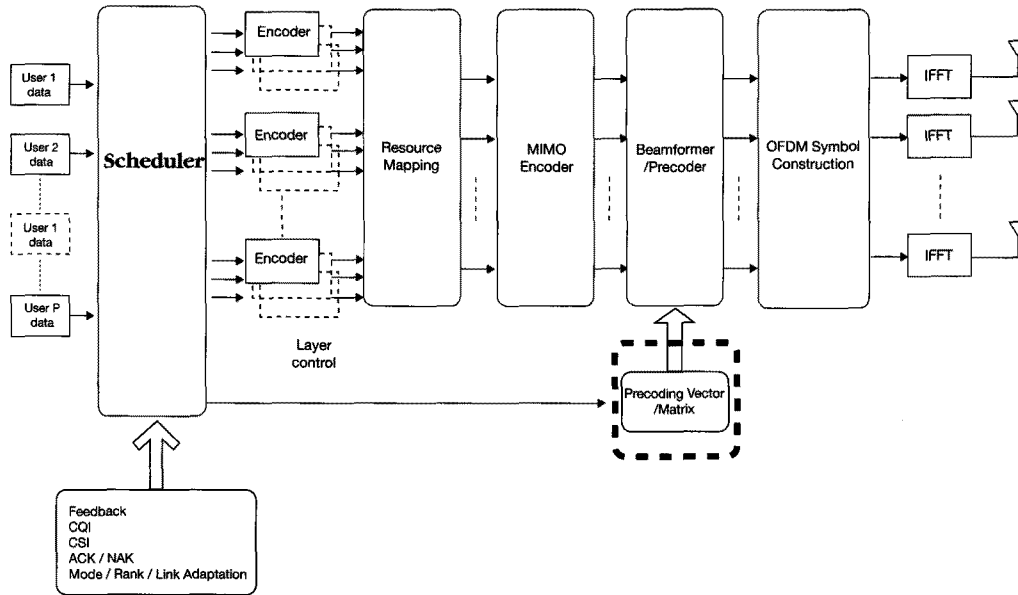 User 1
data
User 2
data
User 1
data
User P
data
Scheduler
Encoder
Encoder
Encoder
Layer
control
Resource
Mapping
MIMO
Encoder
Beamformer
/Precoder
OFDM Symbol
Construction
IFFT
IFFT
IFFT
Precoding Vector
/Matrix
Feedback
CQI
CSI
ACK / NAK
Mode / Rank / Link Adaptation